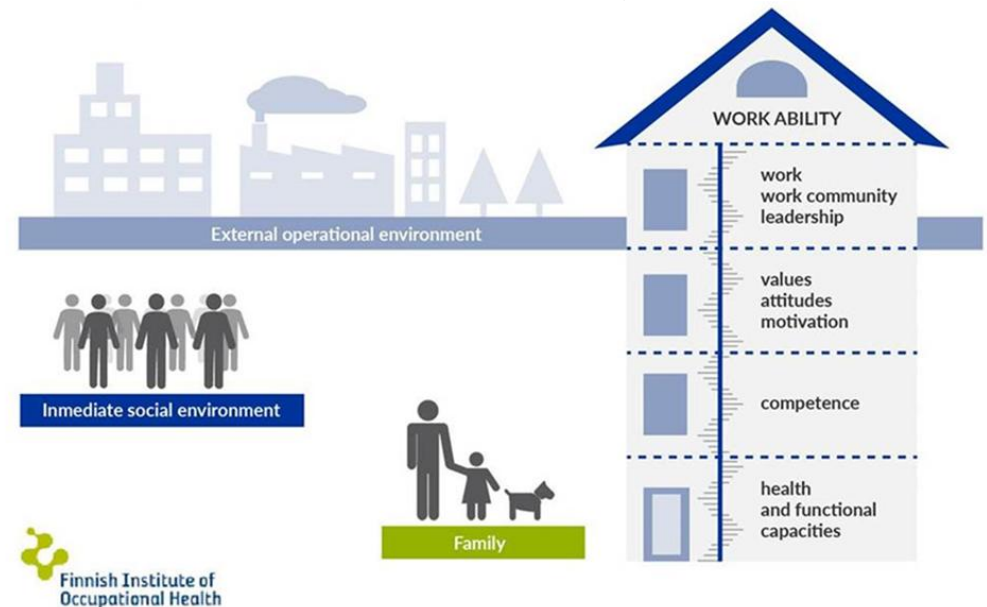 WORK ABILITY
work
work community
leadership
External operational environment
values
attitudes
motivation
Inmediate social environment
competence
health
and functional
capacities
Family
Finnish Institute of
Occupational Health